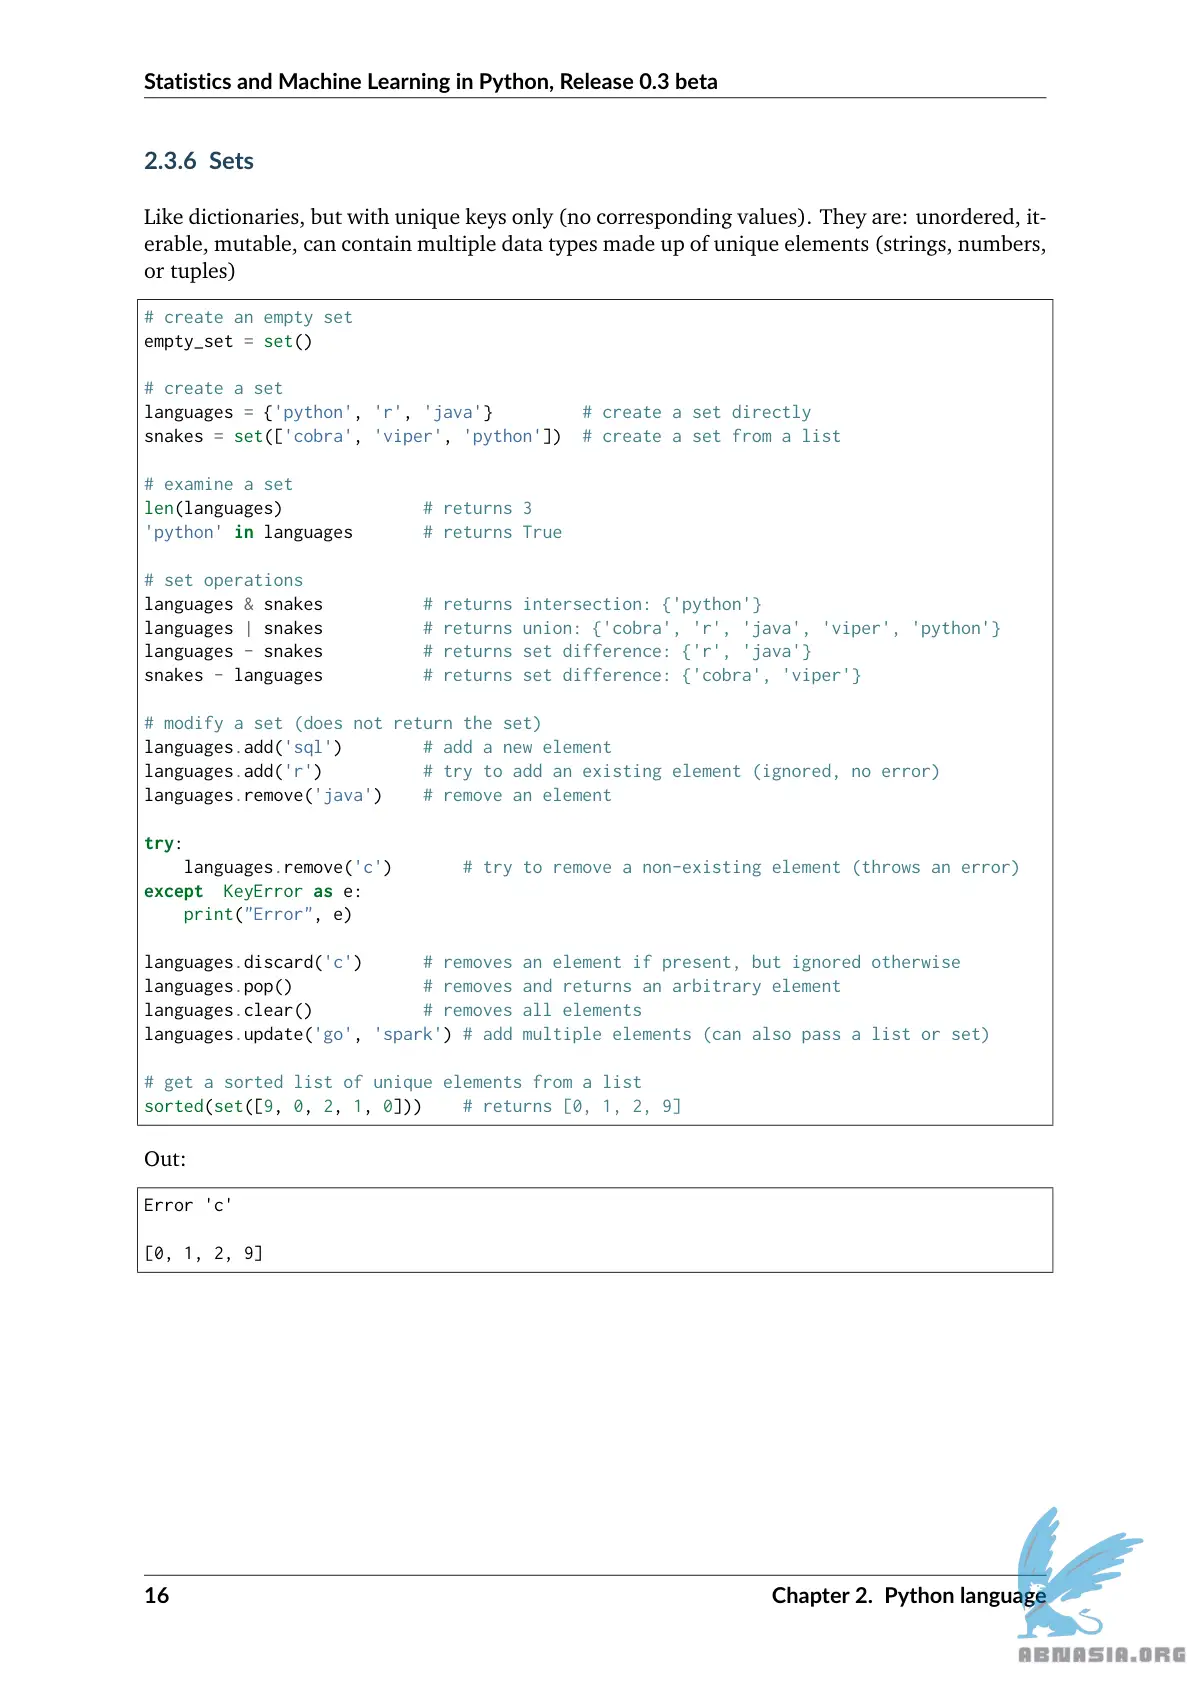 Statistics and Machine Learning in Python, Release 0.3 beta
2.3.6 Sets
Like dictionaries, but with unique keys only (no corresponding values). They are: unordered, it-
erable, mutable, can contain multiple data types made up of unique elements (strings, numbers,
or tuples)
# create an empty set
empty_set = set()
# create a set
languages = {'python', 'r', 'java'}         # create a set directly
snakes = set(['cobra', 'viper', 'python'])  # create a set from a list
# examine a set
len(languages)              # returns 3
'python' in languages       # returns True
# set operations
languages & snakes          # returns intersection: {'python'}
languages | snakes          # returns union: {'cobra', 'r', 'java', 'viper', 'python'}
languages - snakes          # returns set difference: {'r', 'java'}
snakes - languages          # returns set difference: {'cobra', 'viper'}
# modify a set (does not return the set)
languages.add('sql')        # add a new element
languages.add('r')          # try to add an existing element (ignored, no error)
languages.remove('java')    # remove an element
try:
    languages.remove('c')       # try to remove a non-existing element (throws an error)
except  KeyError as e:
    print("Error", e)
languages.discard('c')      # removes an element if present, but ignored otherwise
languages.pop()             # removes and returns an arbitrary element
languages.clear()           # removes all elements
languages.update('go', 'spark') # add multiple elements (can also pass a list or set)
# get a sorted list of unique elements from a list
sorted(set([9, 0, 2, 1, 0]))    # returns [0, 1, 2, 9]
Out:
Error 'c'
[0, 1, 2, 9]
16 Chapter 2. Python language
ABNASIA.ORG